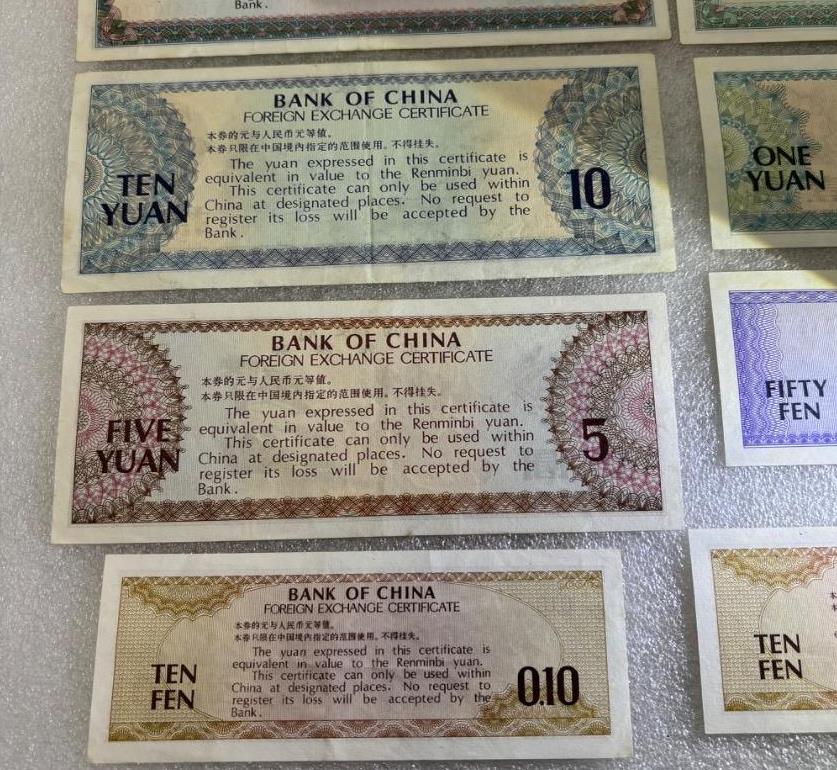 Bank.
BANK OF CHINA
FOREIGN EXCHANGE CERTIFICATE
本券的元与人民币元等值。
本券只限在中国境内指定的范围使用。不得挂失。
The yuan expressed in this certificate is
equivalent in value to the Renminbi yuan.
This certificate can only be used within
China at designated places. No request to
register its loss will be accepted by the
Bank.
TEN
YUAN
10
ONE
YUAN
BANK OF CHINA
FOREIGN EXCHANGE CERTIFICATE
本券的元与人民币元等值。
本券只限在中国境内指定的范围使用。不得挂失。
The yuan expressed in this certificate is
equivalent in value to the Renminbi yuan.
This certificate can only be used within
China at designated places. No request to
register its loss will be accepted by the
Bank.
FIVE
YUAN
5
FIFTY
FEN
BANK OF CHINA
FOREIGN EXCHANGE CERTIFICATE
本券的元与人民币元等值。
本券只限在中国境内指定的范围使用。不得挂失。
The yuan expressed in this certificate is
equivalent in value to the Renminbi yuan.
This certificate can only be used within
China at designated places. No request to
register its loss will be accepted by the
Bank.
TEN
FEN
0.10
TEN
FEN